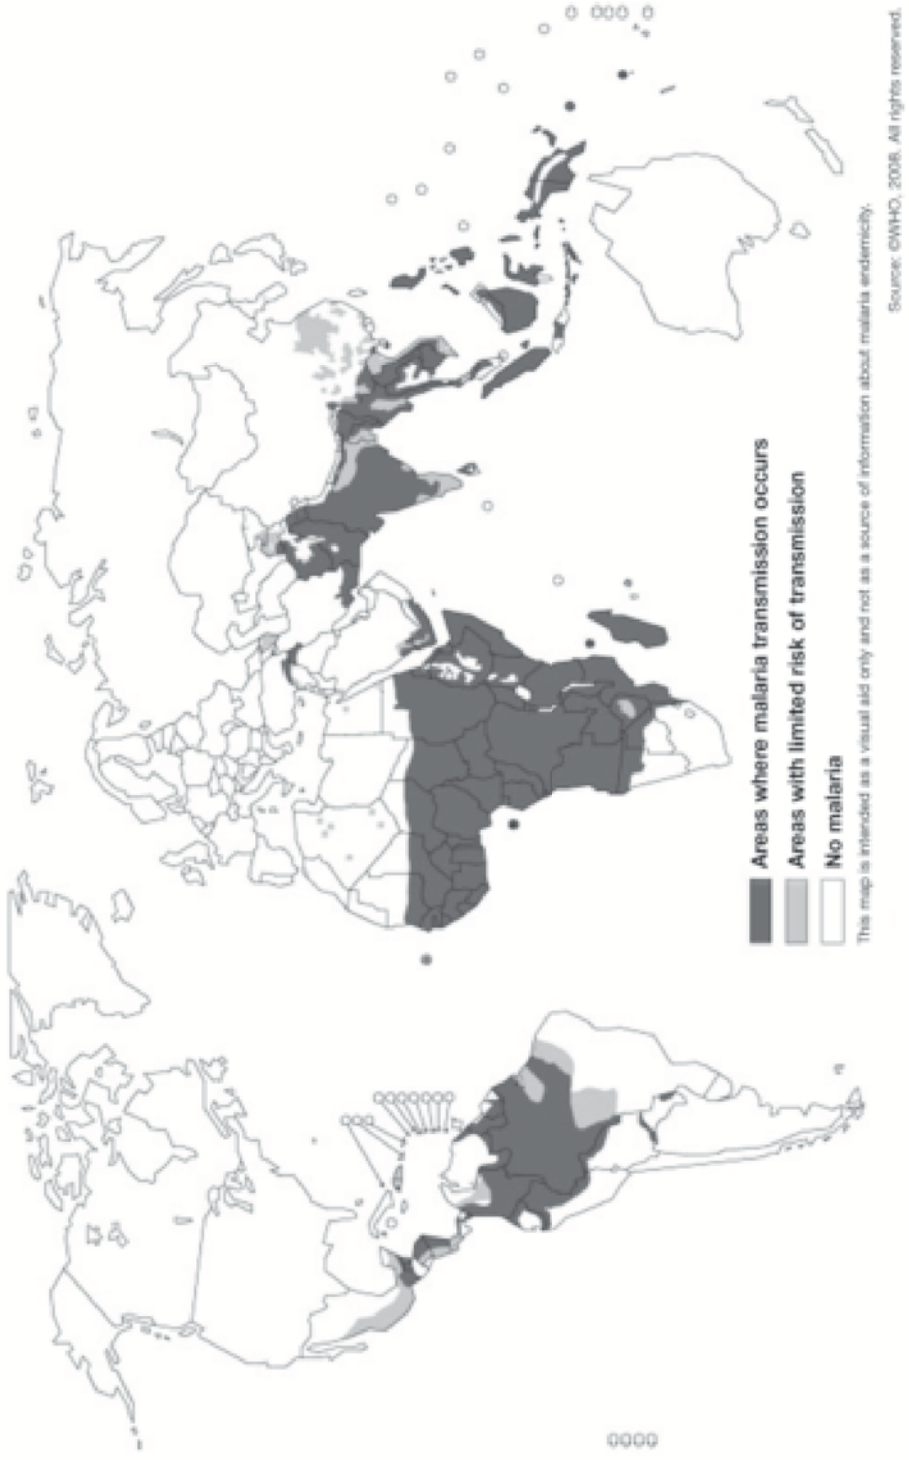 Areas where malaria transmission occurs
Areas with limited risk of transmission
No malaria
This map is intended as a visual aid only and not as a source of information about malaria endemicity.
Source: ©WHO, 2008. All rights reserved.